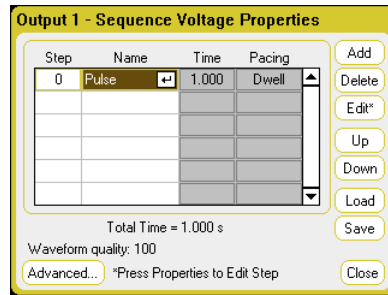 Output 1 - Sequence Voltage Properties
Step Name Time Pacing
0 Pulse 1.000 Dwell
Add
Delete
Edit*
Up
Down
Load
Save
Total Time = 1.000 s
Waveform quality: 100
Advanced... *Press Properties to Edit Step Close